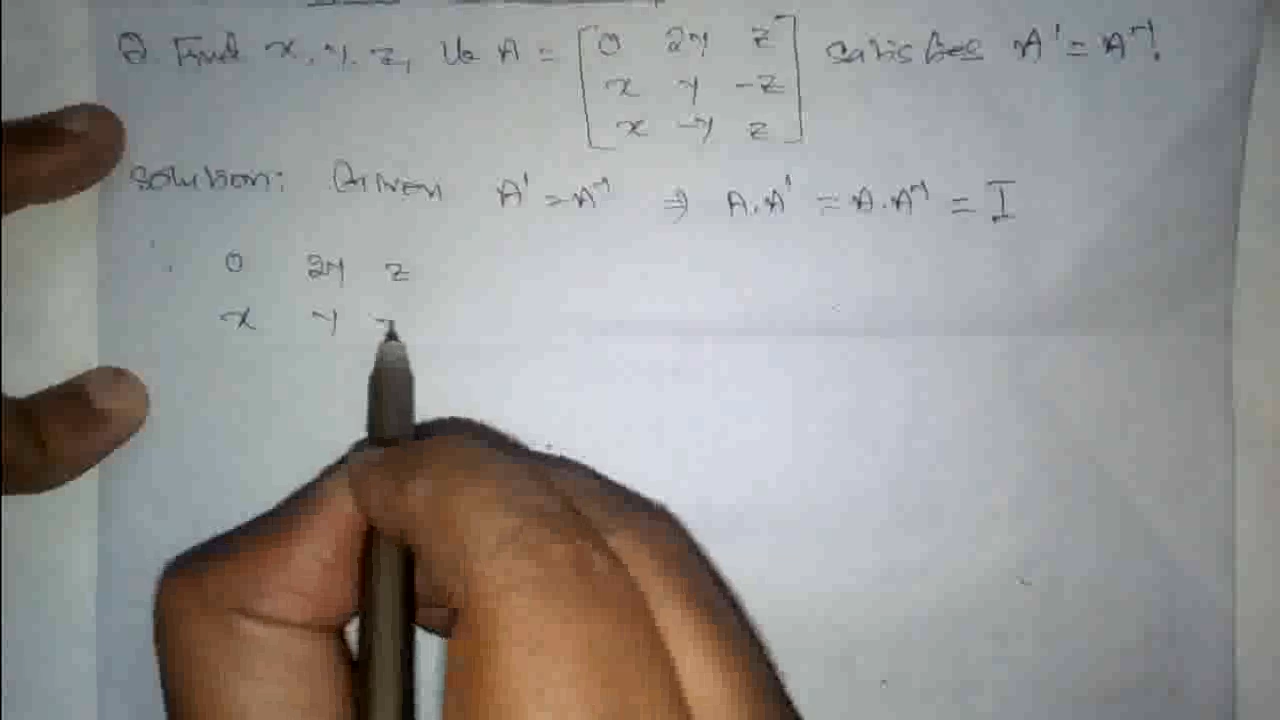 Q. Find x, y, z, if A = [ 0 2y z satisfies A' = A⁻¹.
x y -z
x -y z ]
Solution: Given A' = A⁻¹ ⇒ A.A' = A.A⁻¹ = I
0 2y z
x y -